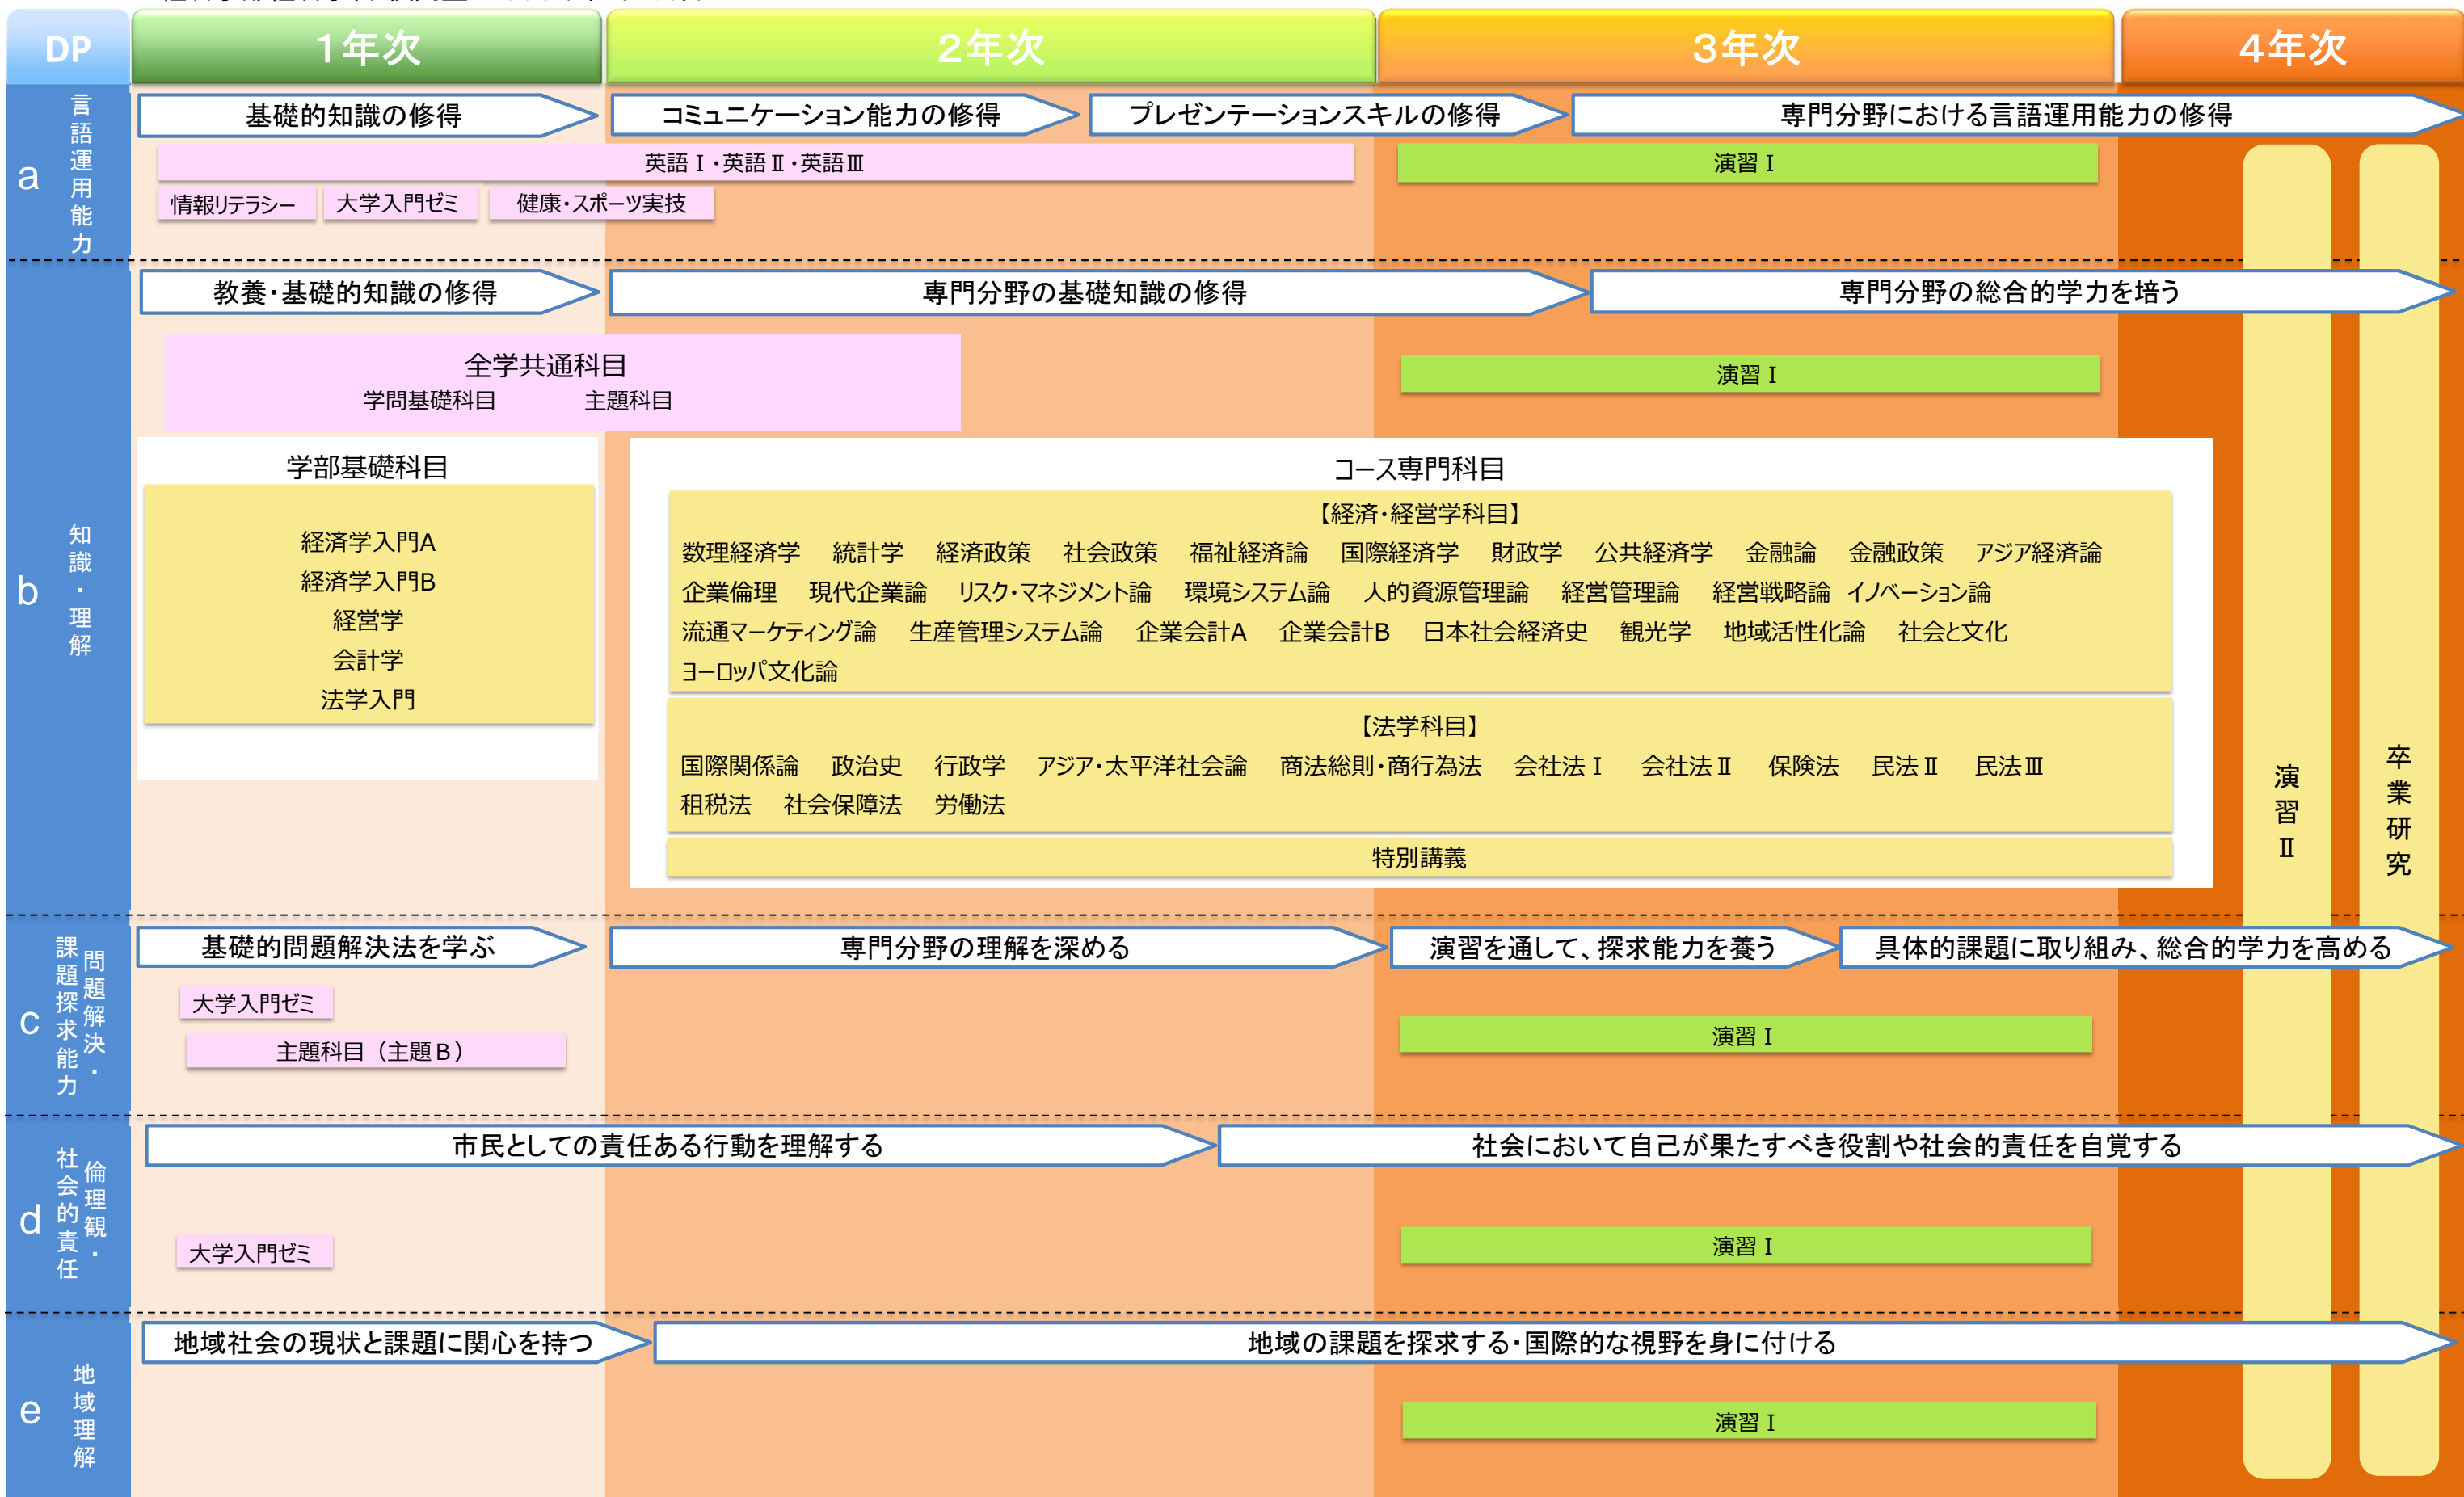 DP
1年次
2年次
3年次
4年次
a
言語運用能力
基礎的知識の修得
コミュニケーション能力の修得
プレゼンテーションスキルの修得
専門分野における言語運用能力の修得
英語Ⅰ・英語Ⅱ・英語Ⅲ
演習Ⅰ
情報リテラシー
大学入門ゼミ
健康・スポーツ実技
b
知識・理解
教養・基礎的知識の修得
専門分野の基礎知識の修得
専門分野の総合的学力を培う
全学共通科目
学問基礎科目 主題科目
演習Ⅰ
学部基礎科目
経済学入門A
経済学入門B
経営学
会計学
法学入門
コース専門科目
【経済・経営学科目】
数理経済学 統計学 経済政策 社会政策 福祉経済論 国際経済学 財政学 公共経済学 金融論 金融政策 アジア経済論
企業倫理 現代企業論 リスク・マネジメント論 環境システム論 人的資源管理論 経営管理論 経営戦略論 イノベーション論
流通マーケティング論 生産管理システム論 企業会計A 企業会計B 日本社会経済史 観光学 地域活性化論 社会と文化
ヨーロッパ文化論
【法学科目】
国際関係論 政治史 行政学 アジア・太平洋社会論 商法総則・商行為法 会社法Ⅰ 会社法Ⅱ 保険法 民法Ⅱ 民法Ⅲ
租税法 社会保障法 労働法
特別講義
演習Ⅱ
卒業研究
c
問題解決・
課題探求能力
基礎的問題解決法を学ぶ
専門分野の理解を深める
演習を通して、探求能力を養う
具体的課題に取り組み、総合的学力を高める
大学入門ゼミ
主題科目（主題B）
演習Ⅰ
d
倫理観・
社会的責任
市民としての責任ある行動を理解する
社会において自己が果たすべき役割や社会的責任を自覚する
大学入門ゼミ
演習Ⅰ
e
地域理解
地域社会の現状と課題に関心を持つ
地域の課題を探求する・国際的な視野を身に付ける
演習Ⅰ